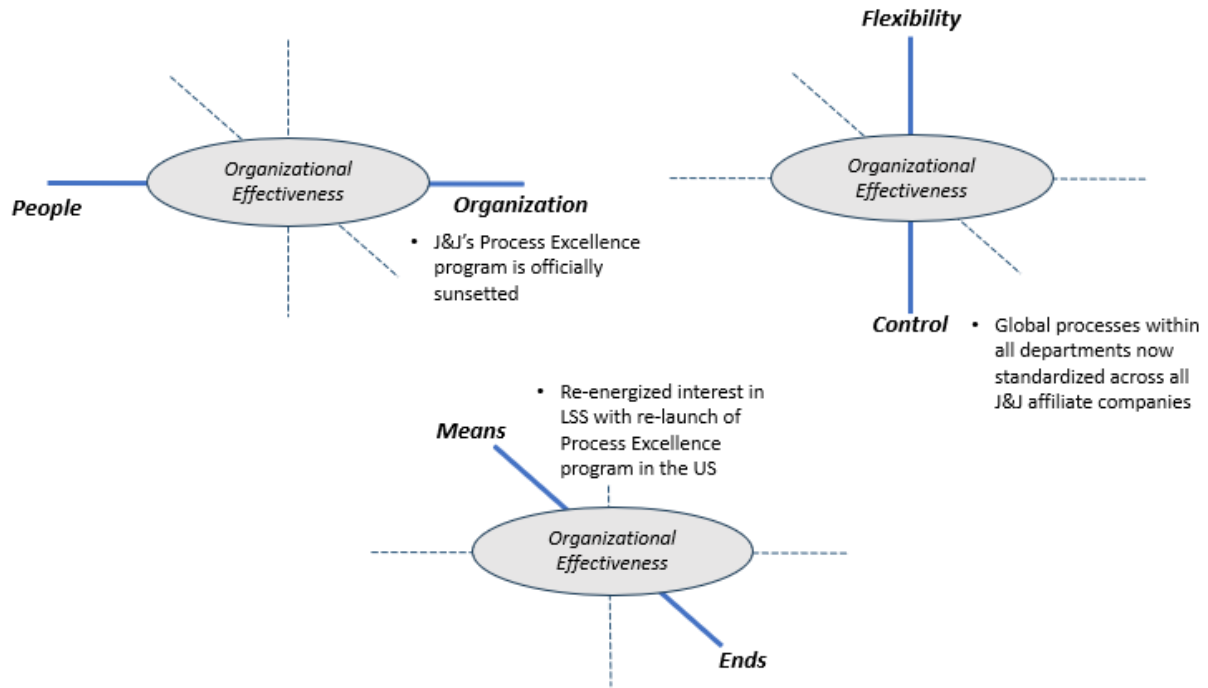 Organizational
Effectiveness
People
Organization
• J&J’s Process Excellence
program is officially
sunsetted
Flexibility
Organizational
Effectiveness
Control
• Global processes within
all departments now
standardized across all
J&J affiliate companies
• Re-energized interest in
LSS with re-launch of
Process Excellence
program in the US
Means
Organizational
Effectiveness
Ends